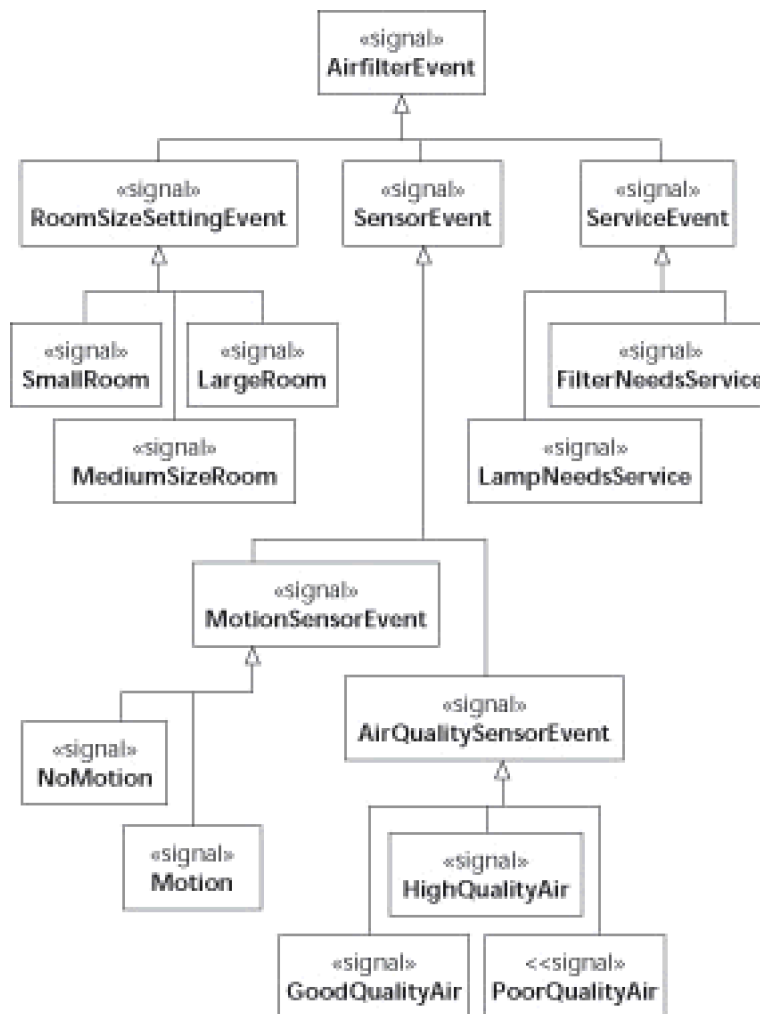 «signal»
AirfilterEvent
«signal»
RoomSizeSettingEvent
«signal»
SensorEvent
«signal»
ServiceEvent
«signal»
SmallRoom
«signal»
LargeRoom
«signal»
FilterNeedsService
«signal»
MediumSizeRoom
«signal»
LampNeedsService
«signal»
MotionSensorEvent
«signal»
AirQualitySensorEvent
«signal»
NoMotion
«signal»
Motion
«signal»
HighQualityAir
«signal»
GoodQualityAir
<<signal»
PoorQualityAir